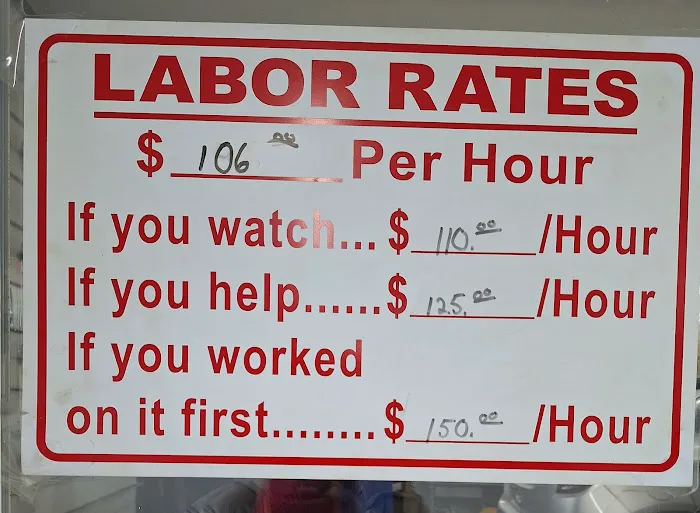 LABOR RATES
$ 106 00 Per Hour
If you watch... $ 110.00 /Hour
If you help......$ 125.00 /Hour
If you worked
on it first........ $ 150.00 /Hour